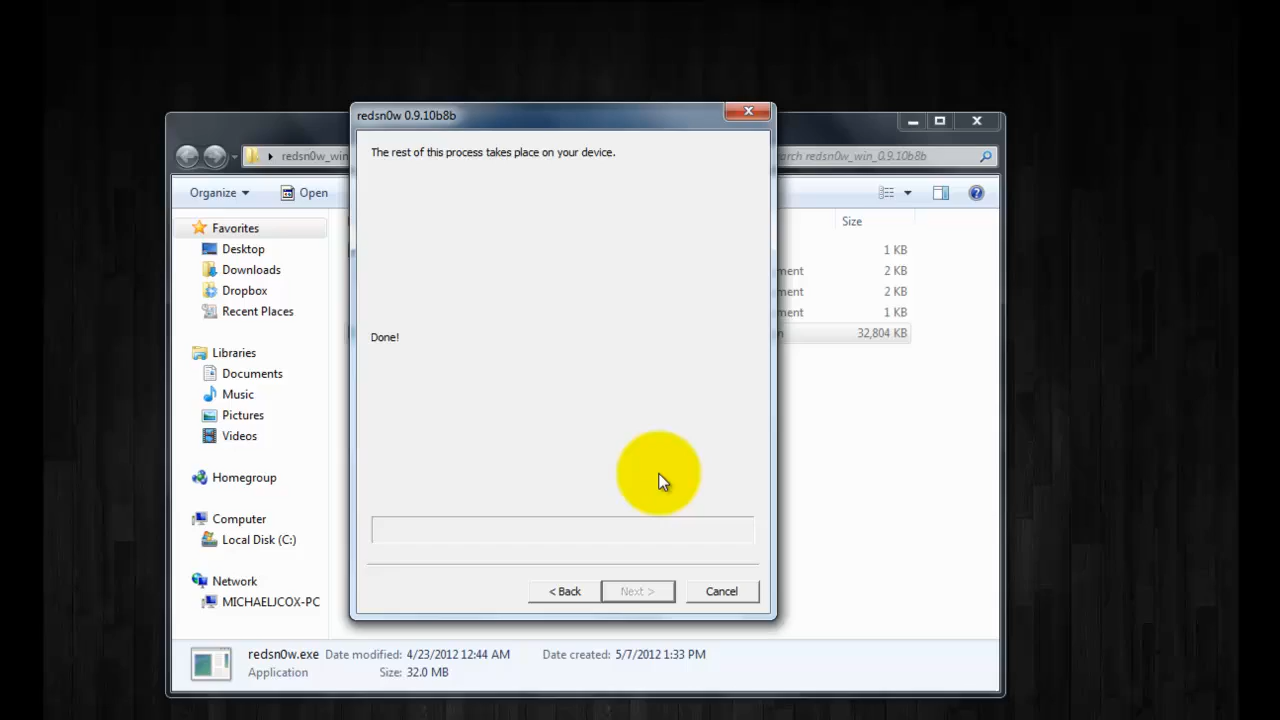 redsn0w 0.9.10b8b
The rest of this process takes place on your device.
Done!
< Back
Next >
Cancel
redsn0w_win
arch redsn0w_win_0.9.10b8b
Organize
Open
Size
Favorites
Desktop
Downloads
Dropbox
Recent Places
Libraries
Documents
Music
Pictures
Videos
Homegroup
Computer
Local Disk (C:)
Network
MICHAELJCOX-PC
1 KB
ment 2 KB
ment 2 KB
ment 1 KB
n 32,804 KB
redsn0w.exe Date modified: 4/23/2012 12:44 AM Date created: 5/7/2012 1:33 PM
Application Size: 32.0 MB